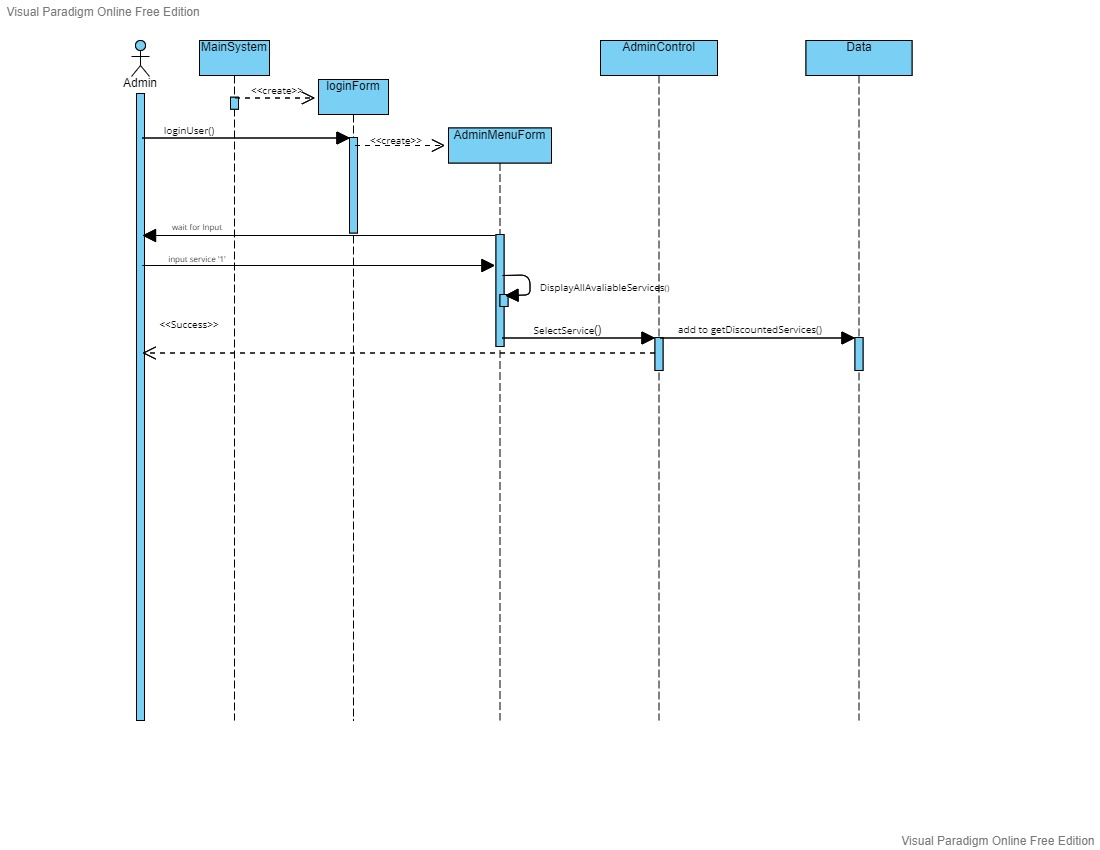 Visual Paradigm Online Free Edition
MainSystem
AdminControl
Data
Admin
<<create>>
loginForm
loginUser()
<<create>>
AdminMenuForm
wait for Input
input service '1'
DisplayAllAvaliableServices()
<<Success>>
SelectService()
add to getDiscountedServices()
Visual Paradigm Online Free Edition